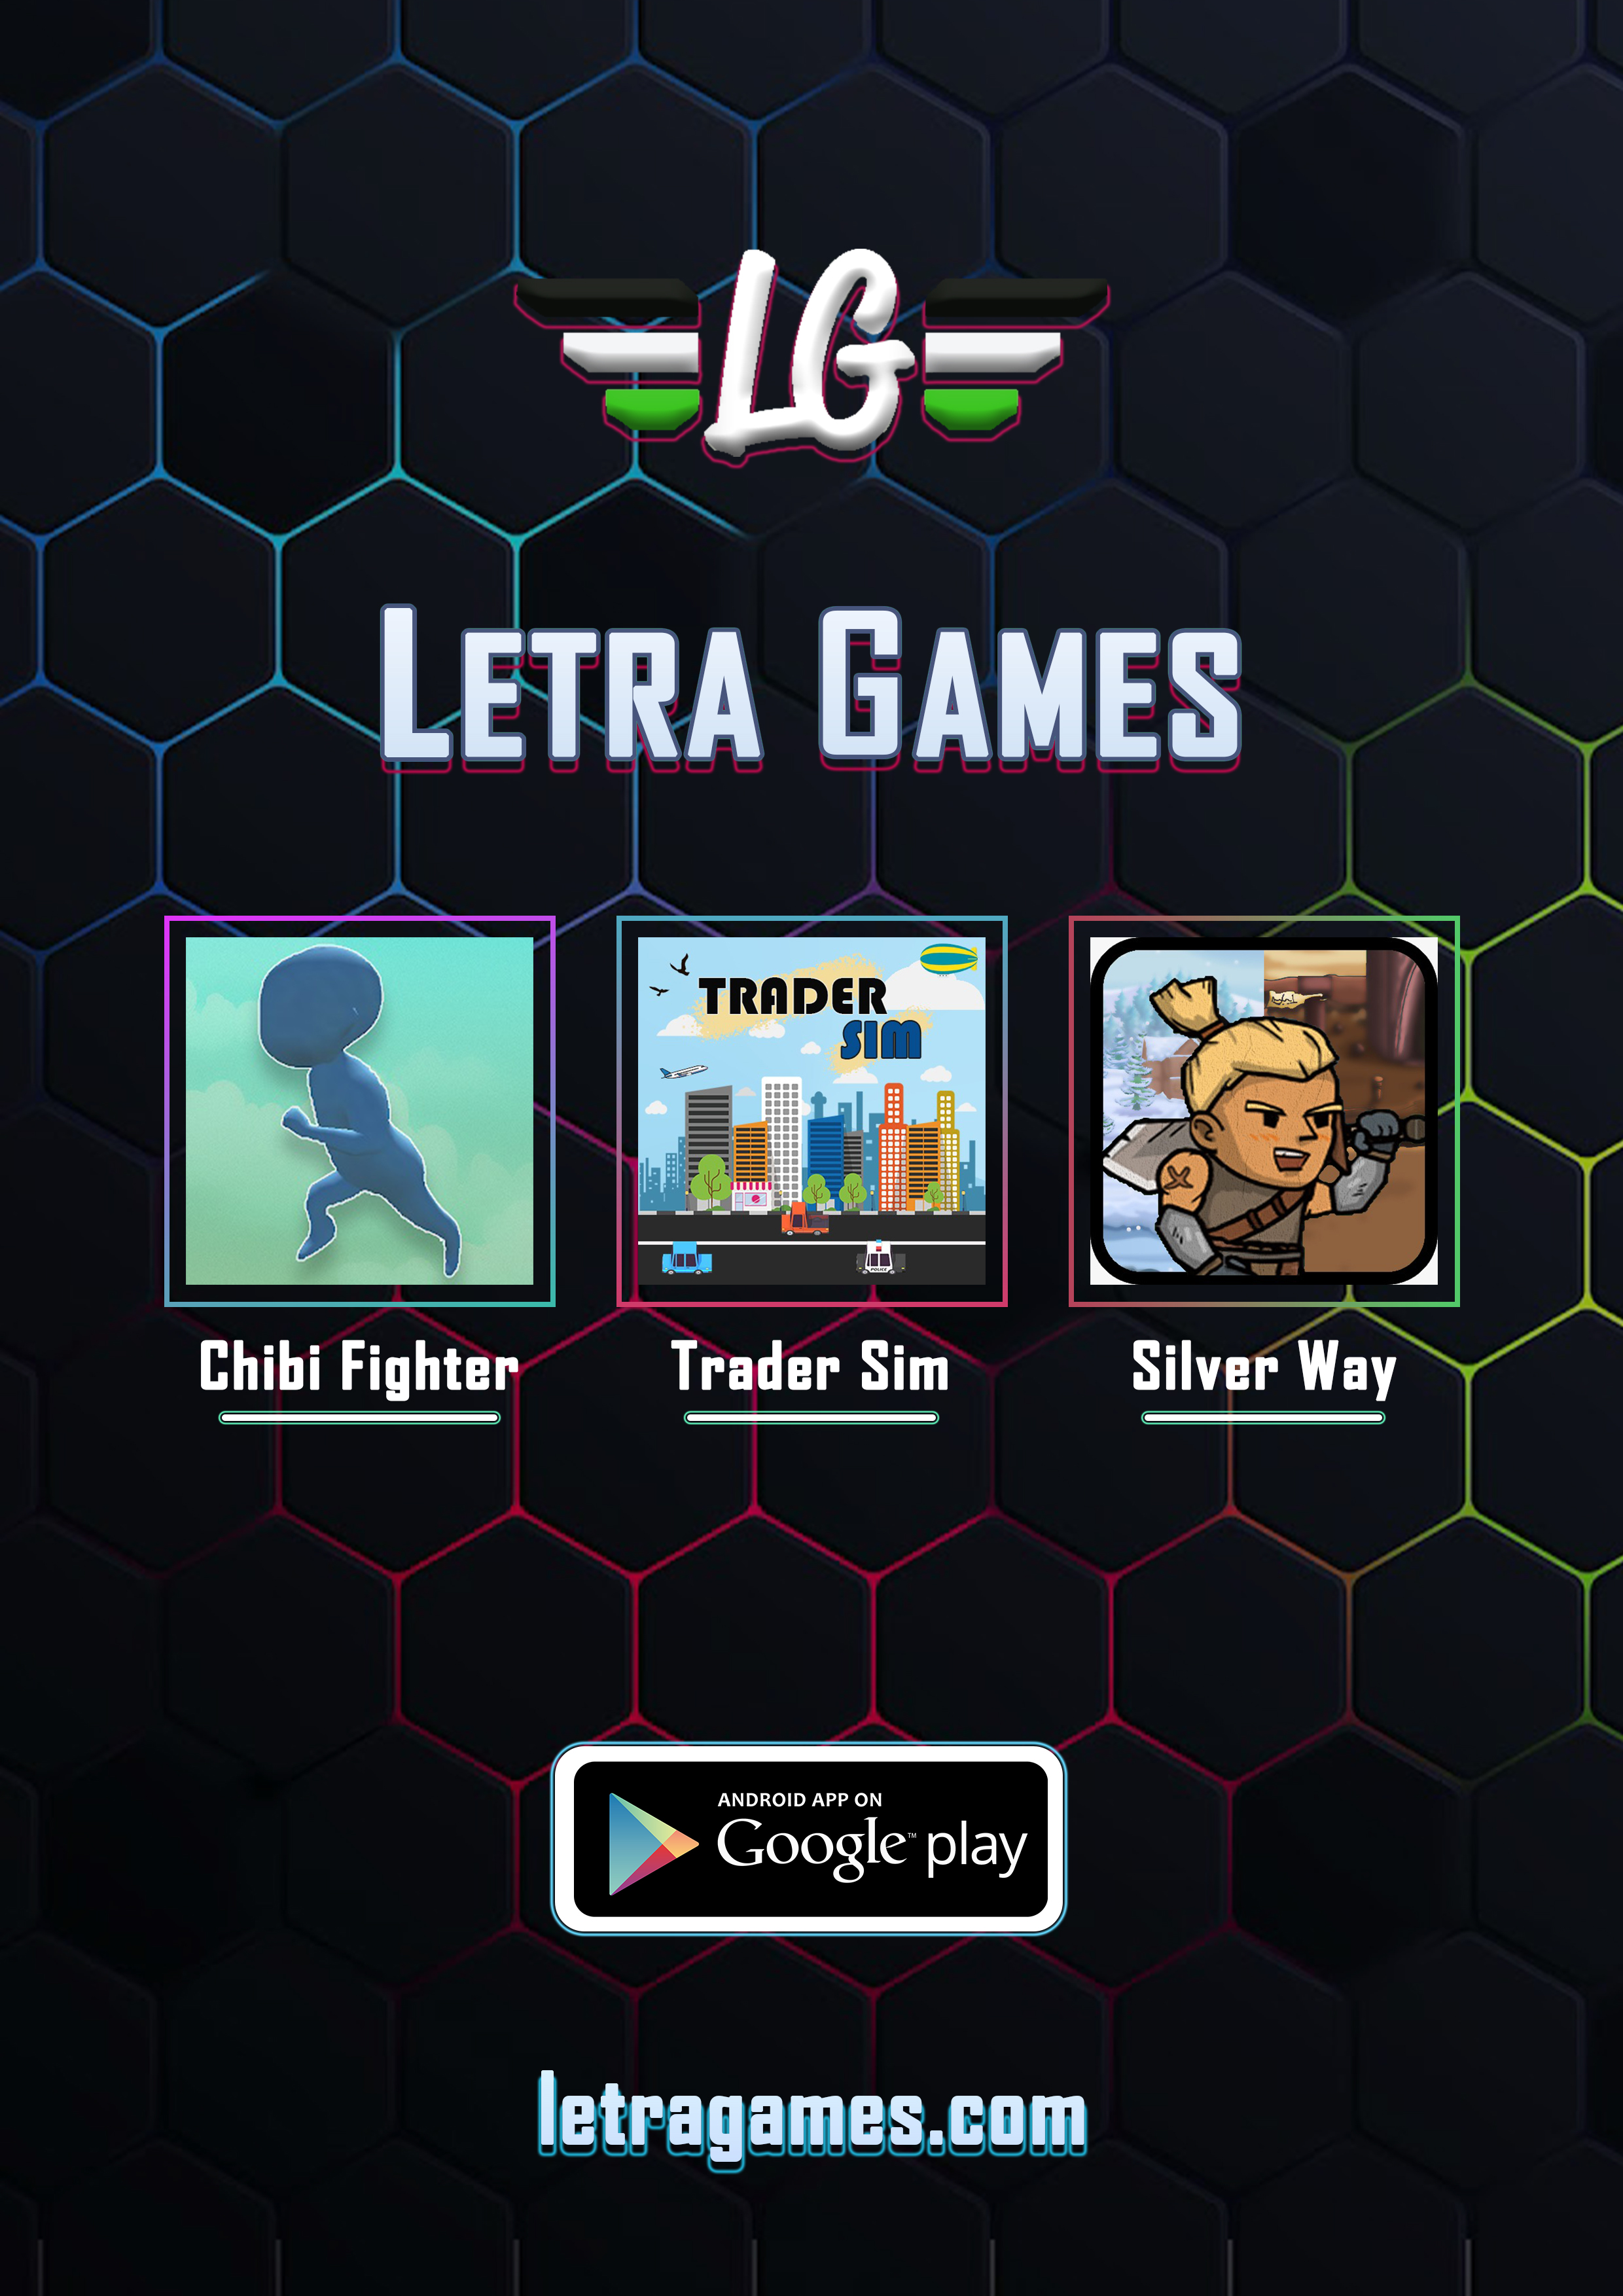 LG
LETRA GAMES
TRADER
SIM
POLICE
Chibi Fighter
Trader Sim
Silver Way
ANDROID APP ON
Google™ play
letragames.com